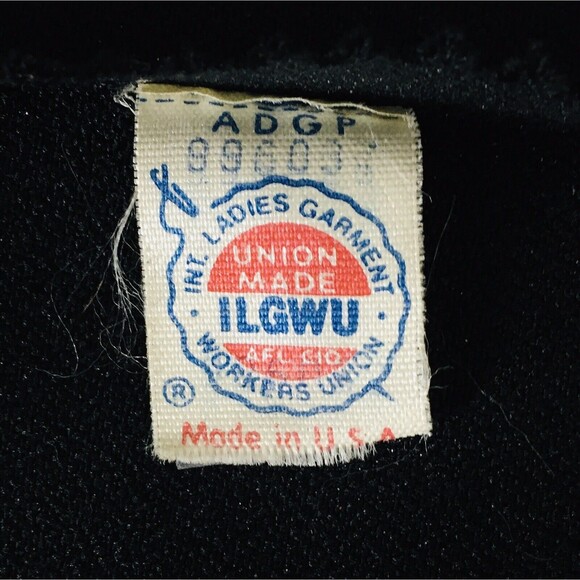 ADGP
INT. LADIES GARMENT
UNION
MADE
· ILGWU ·
AFL CIO
WORKERS UNION
®
Made in U.S.A